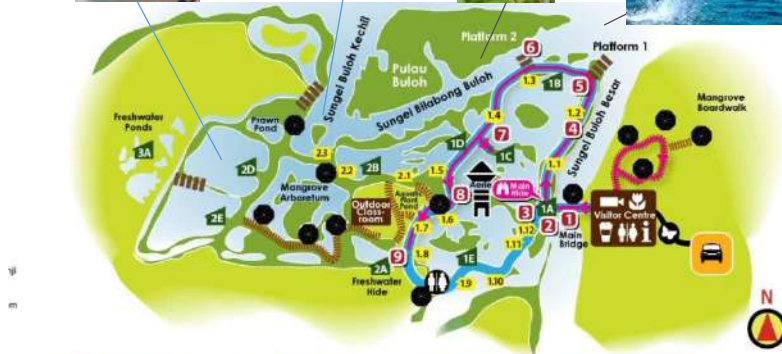 Platform 2
6
Platform 1
Pulau
Buloh
Sungei Buloh Kechil
Sungei Bilabong Buloh
Sungei Buloh Besar
1.3
1B
5
1.2
1.4
4
7
Mangrove
Boardwalk
Freshwater
Ponds
3A
Prawn
Pond
2.3
2.2
2B
2D
1D
1C
1.1
2.1
1.5
Mangrove
Arboretum
Outdoor
Class-
room
Aquatic
Plant
Pond
8
Aerie
Main
Hide
3
1A
1
2
Main
Bridge
Visitor Centre
2E
1.6
1.7
1.12
1.11
9
1.8
1E
2A
Freshwater
Hide
1.9
1.10
N